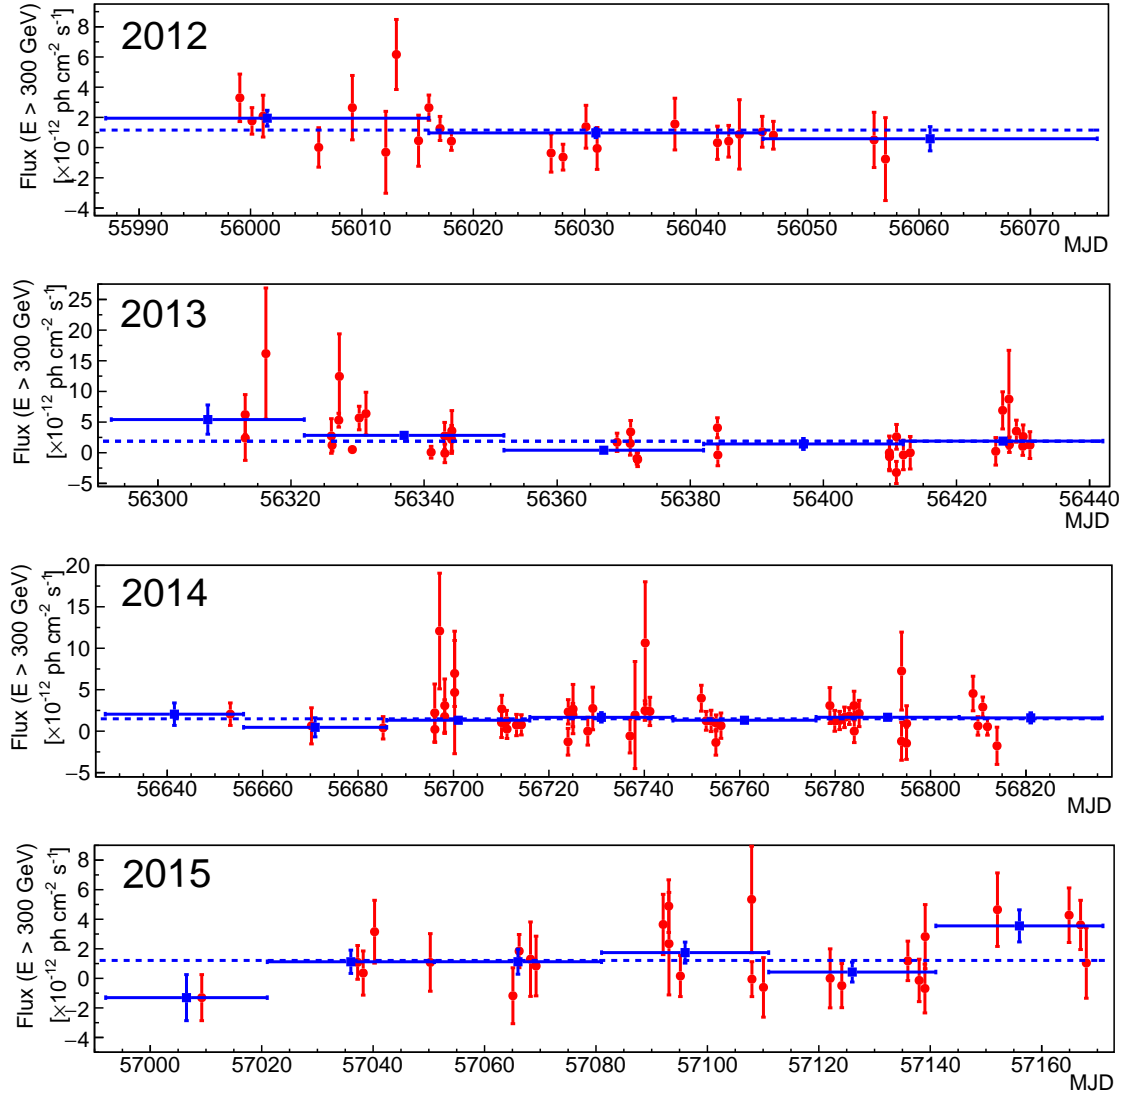 2012
Flux (E > 300 GeV)
[×10⁻¹² ph cm⁻² s⁻¹]
8
6
4
2
0
−2
−4
55990 56000 56010 56020 56030 56040 56050 56060 56070
MJD
2013
Flux (E > 300 GeV)
[×10⁻¹² ph cm⁻² s⁻¹]
25
20
15
10
5
0
−5
56300 56320 56340 56360 56380 56400 56420 56440
MJD
2014
Flux (E > 300 GeV)
[×10⁻¹² ph cm⁻² s⁻¹]
20
15
10
5
0
−5
56640 56660 56680 56700 56720 56740 56760 56780 56800 56820
MJD
2015
Flux (E > 300 GeV)
[×10⁻¹² ph cm⁻² s⁻¹]
8
6
4
2
0
−2
−4
57000 57020 57040 57060 57080 57100 57120 57140 57160
MJD